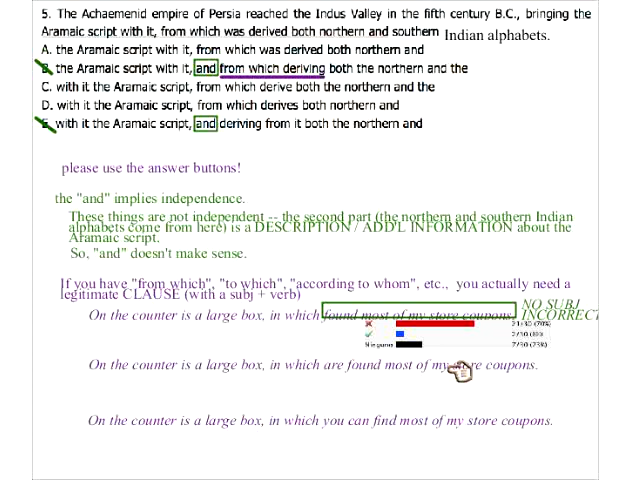 5. The Achaemenid empire of Persia reached the Indus Valley in the fifth century B.C., bringing the
Aramaic script with it, from which was derived both northern and southern Indian alphabets.
A. the Aramaic script with it, from which was derived both northern and
B. the Aramaic script with it, and from which deriving both the northern and the
C. with it the Aramaic script, from which derive both the northern and the
D. with it the Aramaic script, from which derives both northern and
E. with it the Aramaic script, and deriving from it both the northern and
please use the answer buttons!
the "and" implies independence.
These things are not independent -- the second part (the northern and southern Indian
alphabets come from here) is a DESCRIPTION / ADD'L INFORMATION about the
Aramaic script.
So, "and" doesn't make sense.
If you have "from which", "to which", "according to whom", etc., you actually need a
legitimate CLAUSE (with a subj + verb)
NO SUBJ
On the counter is a large box, in which found most of my store coupons. INCORRECT
21/30 (70%)
2/30 
7/30 (23%)
On the counter is a large box, in which are found most of my store coupons.
On the counter is a large box, in which you can find most of my store coupons.